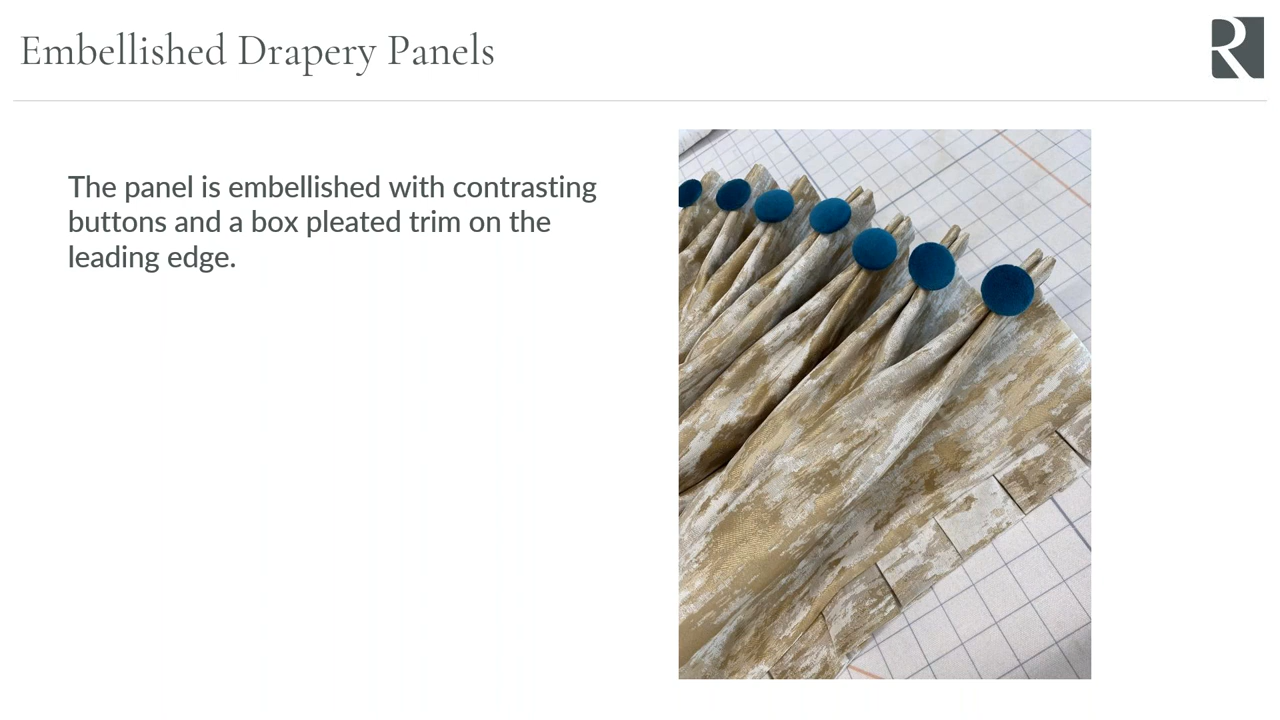 Embellished Drapery Panels
R
The panel is embellished with contrasting
buttons and a box pleated trim on the
leading edge.